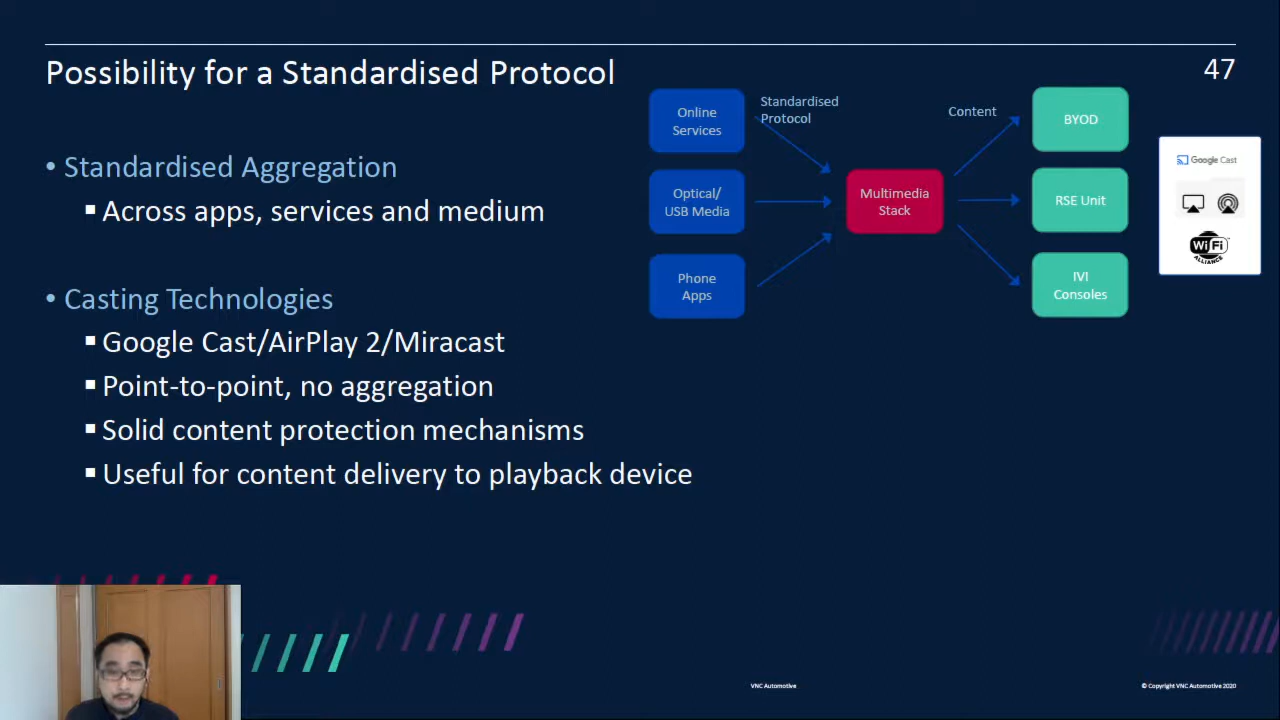 Possibility for a Standardised Protocol
47
• Standardised Aggregation
▪ Across apps, services and medium
• Casting Technologies
▪ Google Cast/AirPlay 2/Miracast
▪ Point-to-point, no aggregation
▪ Solid content protection mechanisms
▪ Useful for content delivery to playback device
Online
Services
Optical/
USB Media
Phone
Apps
Standardised
Protocol
Multimedia
Stack
Content
BYOD
RSE Unit
IVI
Consoles
Google Cast
WiFi
ALLIANCE
VNC Automotive
© Copyright VNC Automotive 2020